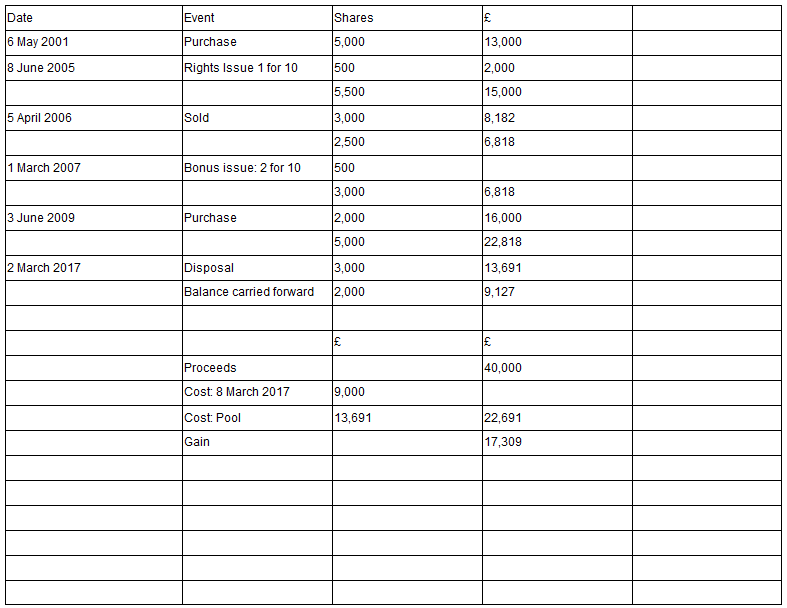 Date Event Shares £
6 May 2001 Purchase 5,000 13,000
8 June 2005 Rights Issue 1 for 10 500 2,000
5,500 15,000
5 April 2006 Sold 3,000 8,182
2,500 6,818
1 March 2007 Bonus issue: 2 for 10 500
3,000 6,818
3 June 2009 Purchase 2,000 16,000
5,000 22,818
2 March 2017 Disposal 3,000 13,691
Balance carried forward 2,000 9,127
£ £
Proceeds 40,000
Cost: 8 March 2017 9,000
Cost: Pool 13,691 22,691
Gain 17,309